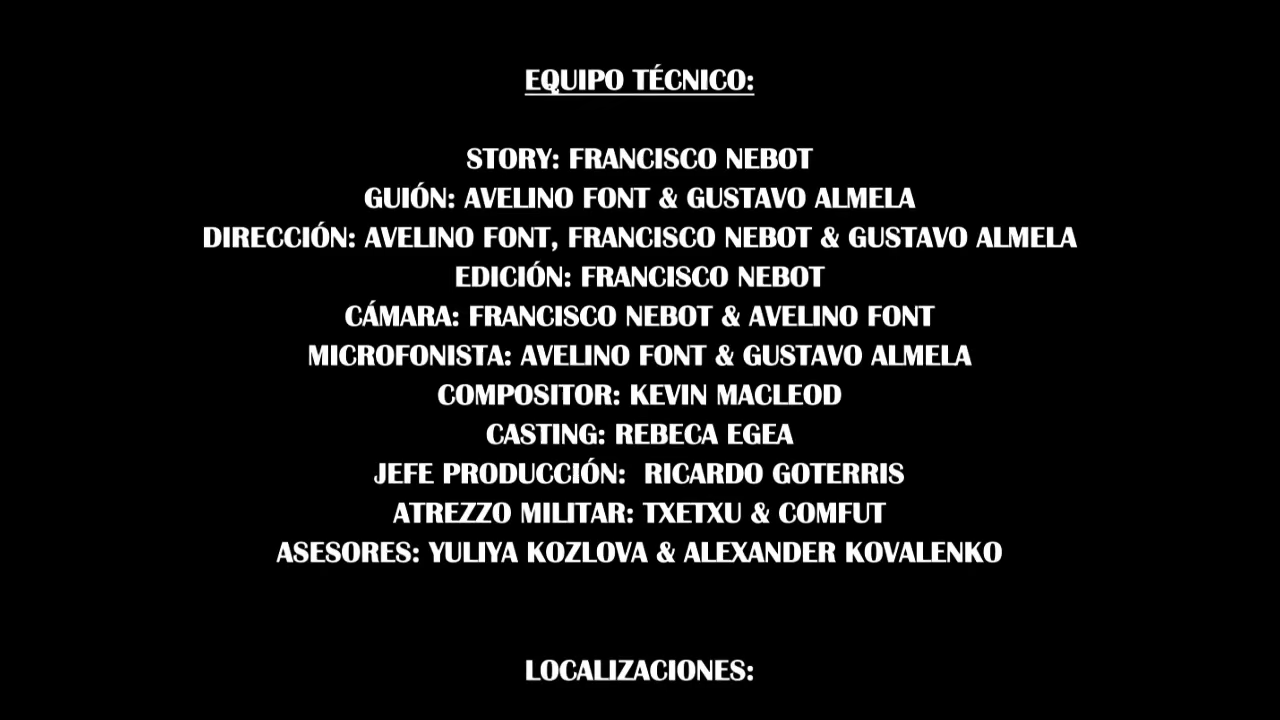 EQUIPO TÉCNICO:
STORY: FRANCISCO NEBOT
GUIÓN: AVELINO FONT & GUSTAVO ALMELA
DIRECCIÓN: AVELINO FONT, FRANCISCO NEBOT & GUSTAVO ALMELA
EDICIÓN: FRANCISCO NEBOT
CÁMARA: FRANCISCO NEBOT & AVELINO FONT
MICROFONISTA: AVELINO FONT & GUSTAVO ALMELA
COMPOSITOR: KEVIN MACLEOD
CASTING: REBECA EGEA
JEFE PRODUCCIÓN: RICARDO GOTERRIS
ATREZZO MILITAR: TXETXU & COMFUT
ASESORES: YULIYA KOZLOVA & ALEXANDER KOVALENKO
LOCALIZACIONES: